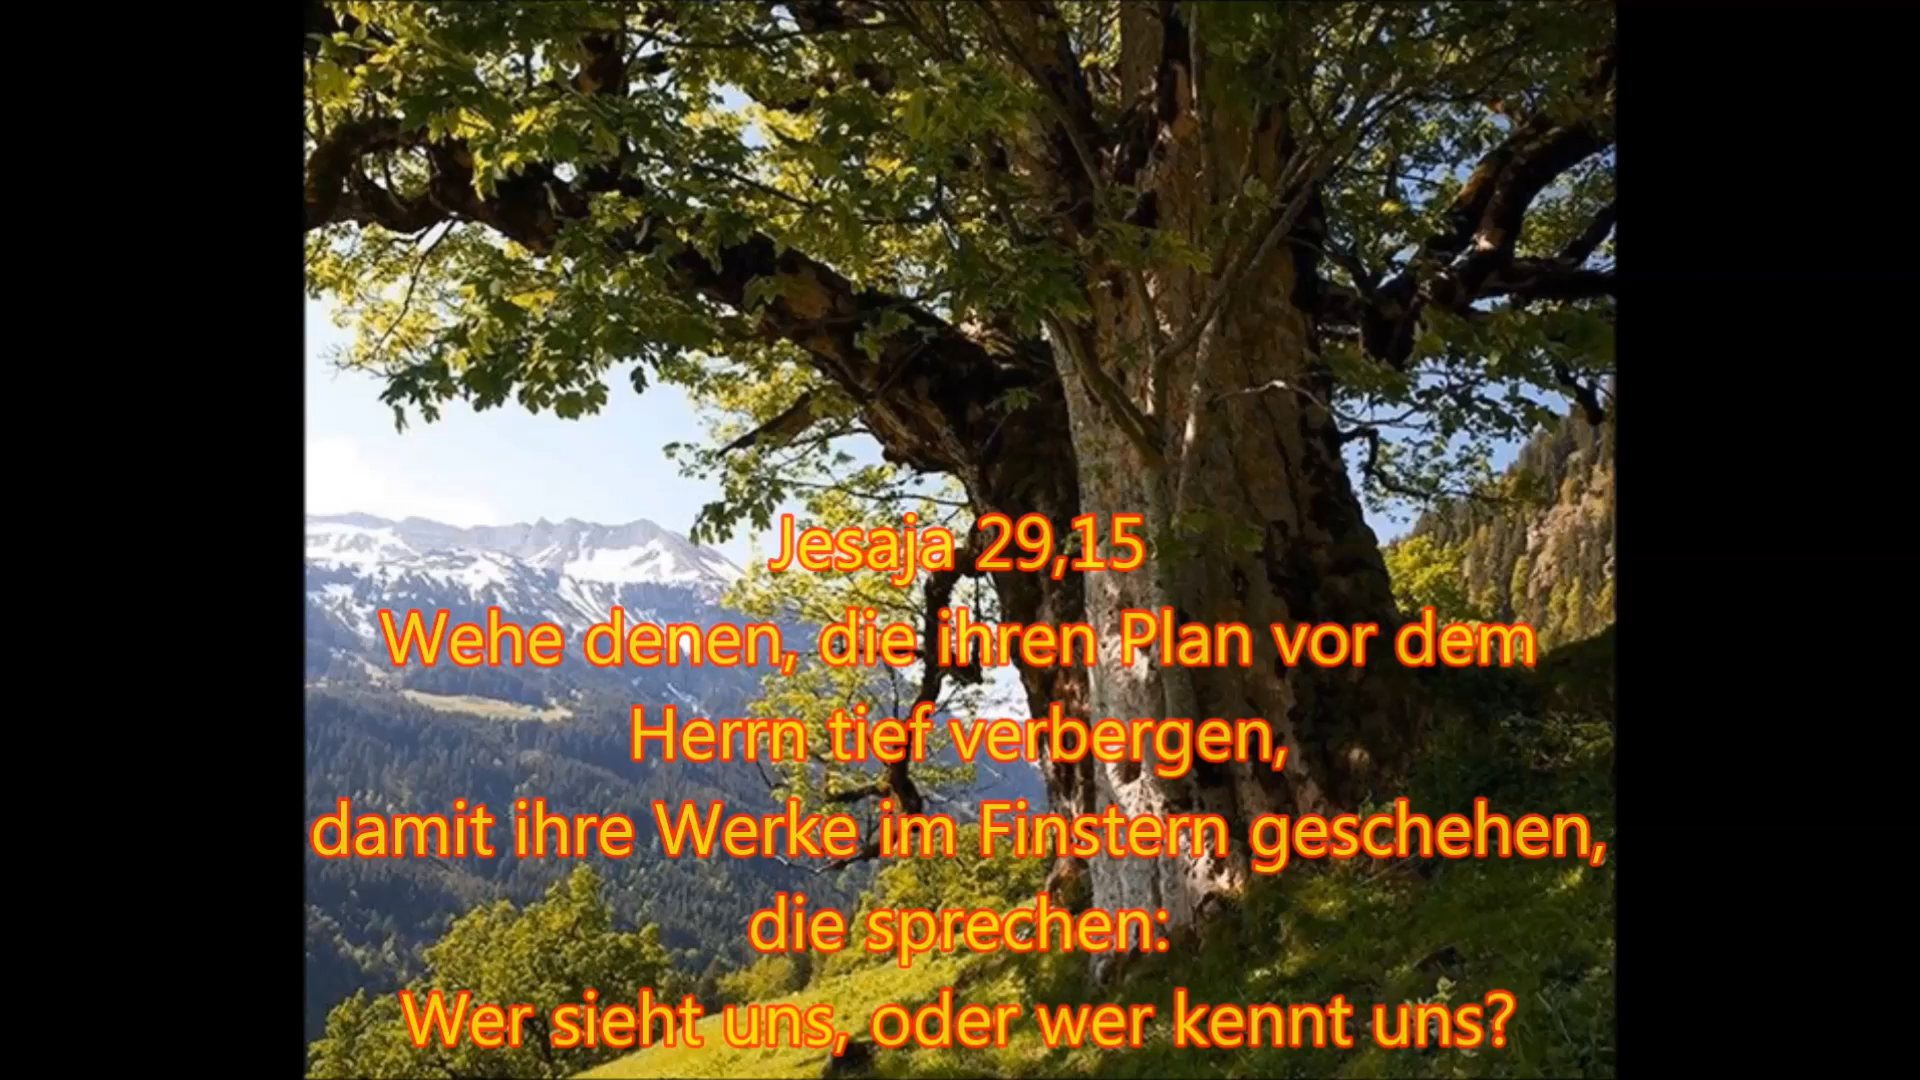 Jesaja 29,15
Wehe denen, die ihren Plan vor dem
Herrn tief verbergen,
damit ihre Werke im Finstern geschehen,
die sprechen:
Wer sieht uns, oder wer kennt uns?